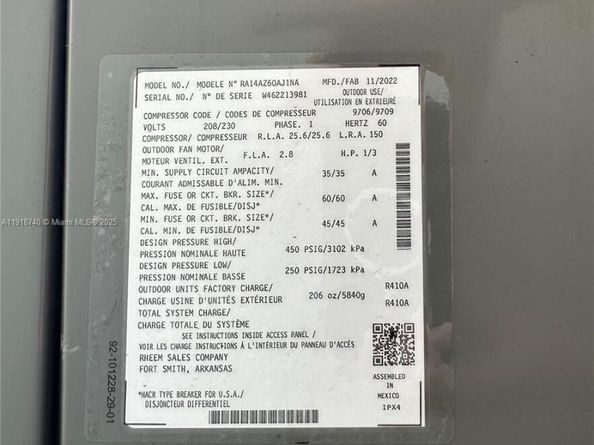 MODEL NO./ MODELE N° RA14AZ60AJ1NA MFD./FAB 11/2022
SERIAL NO./ N° DE SERIE W462213981 OUTDOOR USE/
UTILISATION EN EXTRIEURE
COMPRESSOR CODE / CODES DE COMPRESSEUR 9706/9709
VOLTS 208/230 PHASE. 1 HERTZ 60
COMPRESSOR/ COMPRESSEUR R.L.A. 25.6/25.6 L.R.A. 150
OUTDOOR FAN MOTOR/
MOTEUR VENTIL. EXT. F.L.A. 2.8 H.P. 1/3
MIN. SUPPLY CIRCUIT AMPACITY/ 35/35 A
COURANT ADMISSABLE D'ALIM. MIN.
MAX. FUSE OR CKT. BKR. SIZE*/ 60/60 A
CAL. MAX. DE FUSIBLE/DISJ*
MIN. FUSE OR CKT. BKR. SIZE*/ 45/45 A
CAL. MIN. DE FUSIBLE/DISJ*
DESIGN PRESSURE HIGH/
PRESSION NOMINALE HAUTE 450 PSIG/3102 kPa
DESIGN PRESSURE LOW/
PRESSION NOMINALE BASSE 250 PSIG/1723 kPa
OUTDOOR UNITS FACTORY CHARGE/ R410A
CHARGE USINE D'UNITÉS EXTÉRIEUR 206 oz/5840g
TOTAL SYSTEM CHARGE/ R410A
CHARGE TOTALE DU SYSTÈME
SEE INSTRUCTIONS INSIDE ACCESS PANEL /
VOIR LES CHARGE INSTRUCTIONS À L'INTÉRIEUR DU PANNEAU D'ACCÉS
RHEEM SALES COMPANY
FORT SMITH, ARKANSAS
ASSEMBLED
IN
MEXICO
IPX4
*HACR TYPE BREAKER FOR U.S.A./
DISJONCTEUR DIFFERENTIEL
92-101228-29-01
A11918740 © Miami MLS © 2025